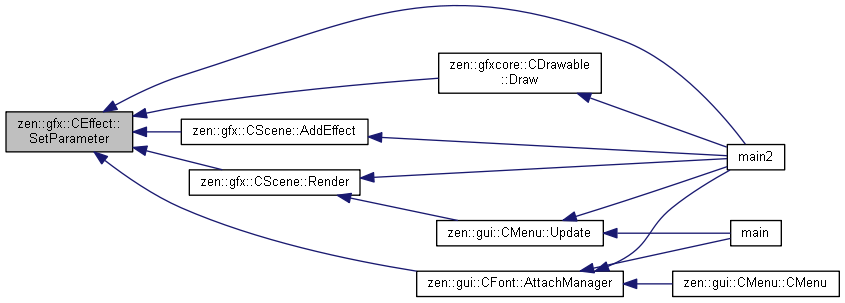 zen::gfx::CEffect::
SetParameter
zen::gfxcore::CDrawable
::Draw
zen::gfx::CScene::AddEffect
main2
zen::gfx::CScene::Render
zen::gui::CMenu::Update
main
zen::gui::CFont::AttachManager
zen::gui::CMenu::CMenu